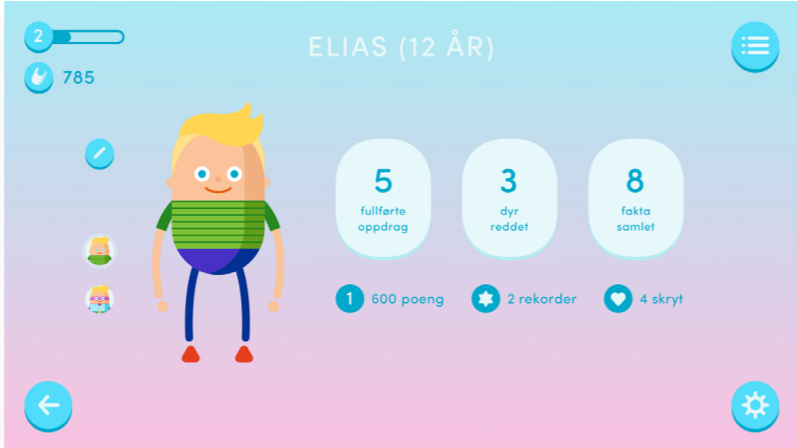 2
785
ELIAS (12 ÅR)
5
fullførte
oppdrag
3
dyr
reddet
8
fakta
samlet
1 600 poeng
2 rekorder
4 skryt